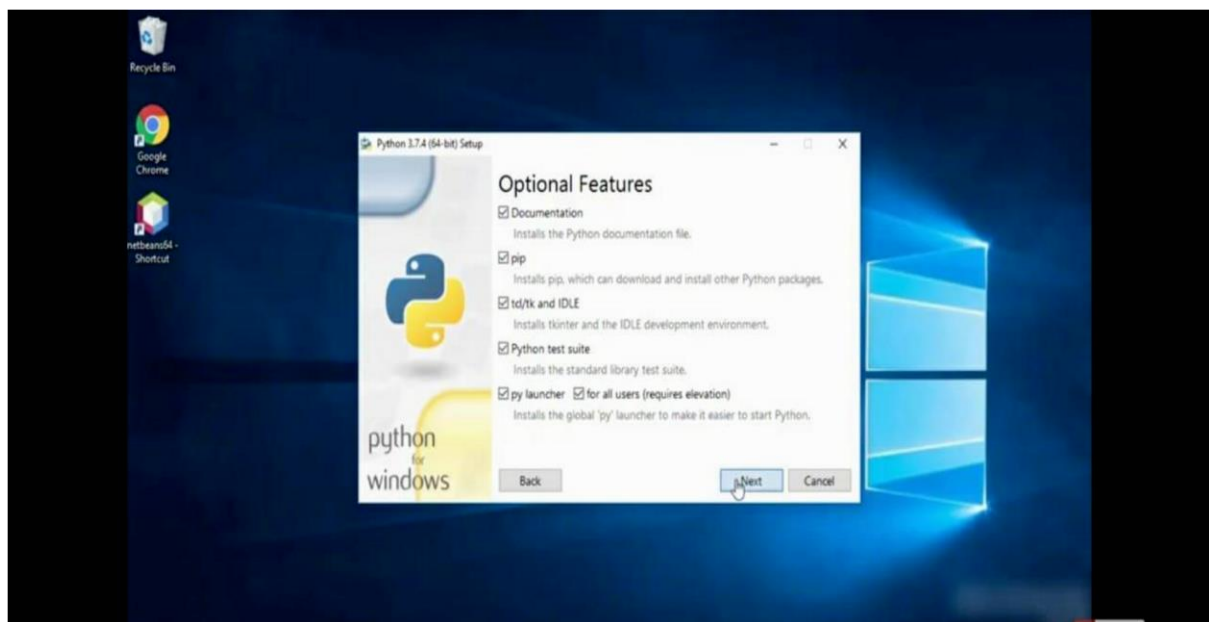 Recycle Bin
Google
Chrome
netbeans64 -
Shortcut
Python 3.7.4 (64-bit) Setup
Optional Features
Documentation
Installs the Python documentation file.
pip
Installs pip, which can download and install other Python packages.
td/tk and IDLE
Installs tkinter and the IDLE development environment.
Python test suite
Installs the standard library test suite.
py launcher for all users (requires elevation)
Installs the global 'py' launcher to make it easier to start Python.
python
for
windows
Back Next Cancel